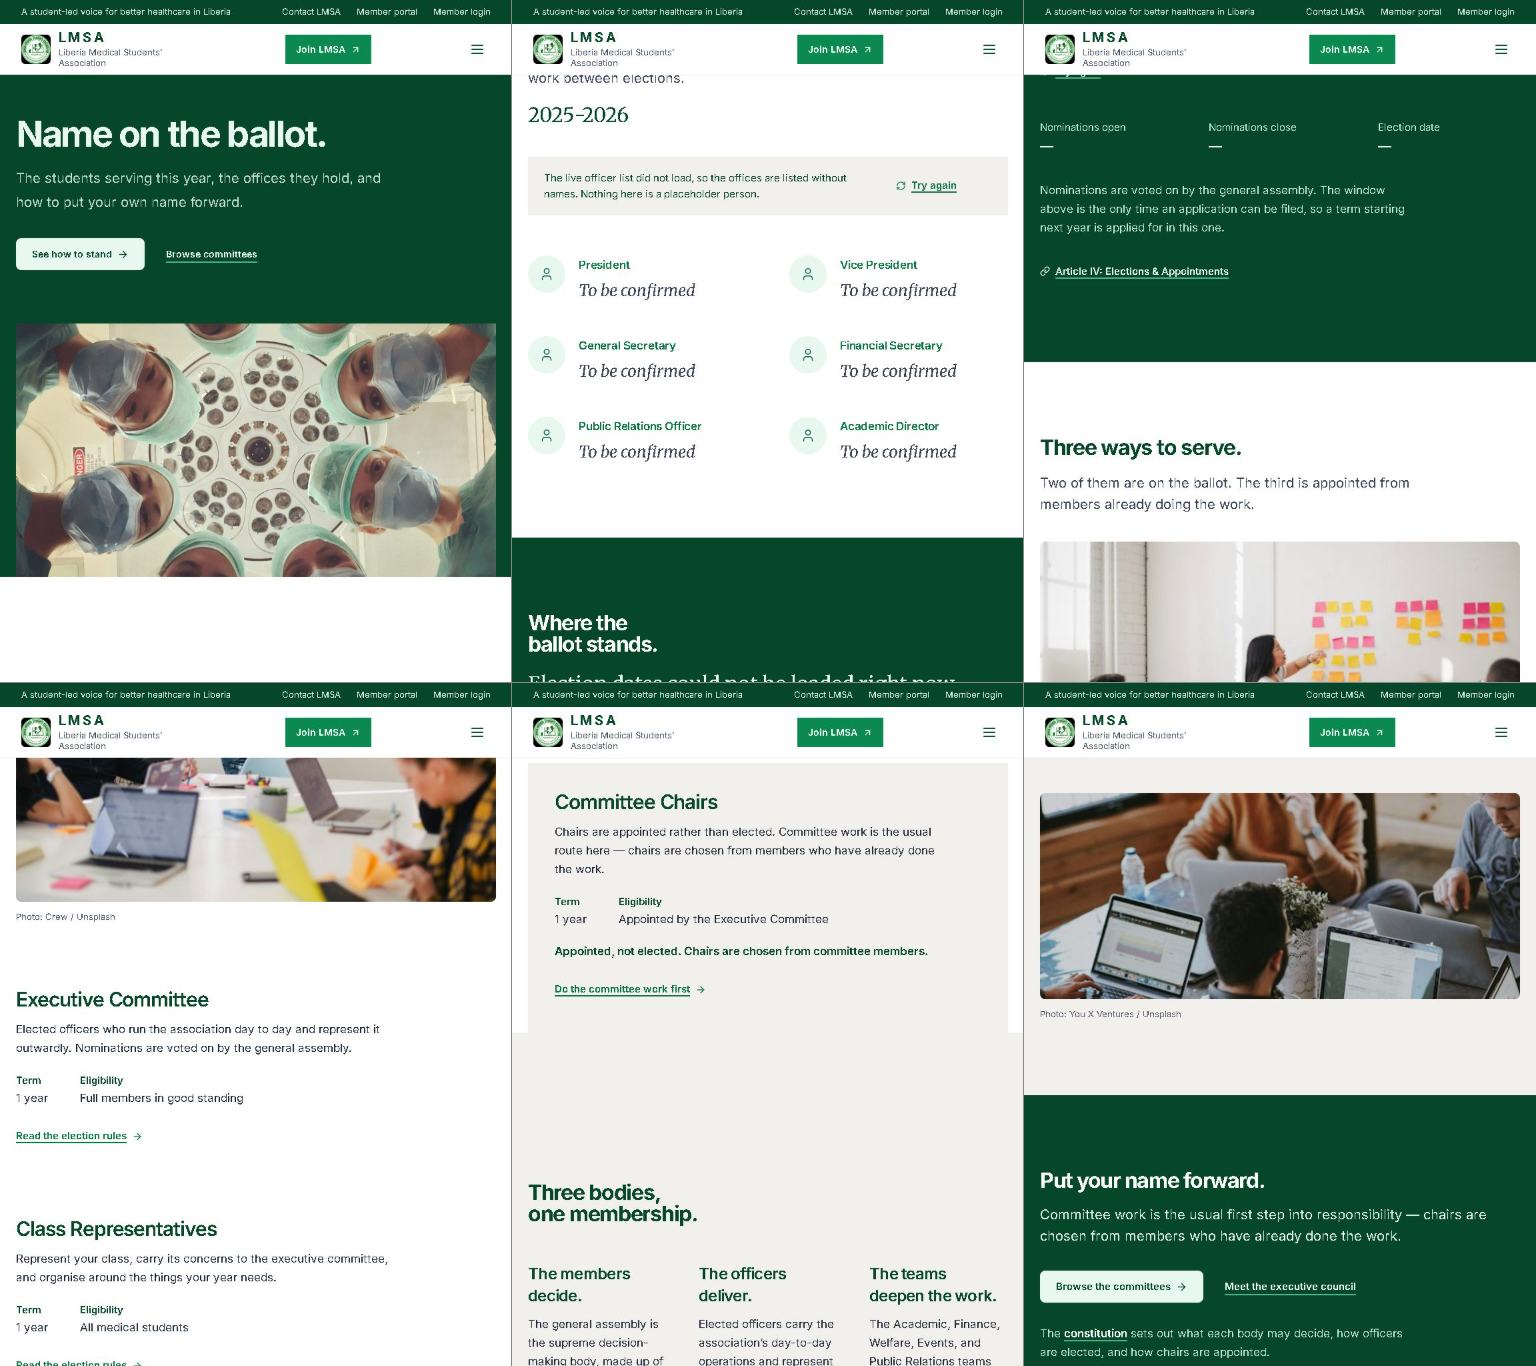 A student-led voice for better healthcare in Liberia
Contact LMSA
Member portal
Member login
LMSA
Liberia Medical Students'
Association
Join LMSA
Name on the ballot.
The students serving this year, the offices they hold, and
how to put your own name forward.
See how to stand
Browse committees
DANGER
A student-led voice for better healthcare in Liberia
Contact LMSA
Member portal
Member login
LMSA
Liberia Medical Students'
Association
Join LMSA
work between elections.
2025-2026
The live officer list did not load, so the offices are listed without
names. Nothing here is a placeholder person.
Try again
President
To be confirmed
Vice President
To be confirmed
General Secretary
To be confirmed
Financial Secretary
To be confirmed
Public Relations Officer
To be confirmed
Academic Director
To be confirmed
Where the
ballot stands.
Election dates could not be loaded right now
A student-led voice for better healthcare in Liberia
Contact LMSA
Member portal
Member login
LMSA
Liberia Medical Students'
Association
Join LMSA
Nominations open
—
Nominations close
—
Election date
—
Nominations are voted on by the general assembly. The window
above is the only time an application can be filed, so a term starting
next year is applied for in this one.
Article IV: Elections & Appointments
Three ways to serve.
Two of them are on the ballot. The third is appointed from
members already doing the work.
A student-led voice for better healthcare in Liberia
Contact LMSA
Member portal
Member login
LMSA
Liberia Medical Students'
Association
Join LMSA
Photo: Crew / Unsplash
Executive Committee
Elected officers who run the association day to day and represent it
outwardly. Nominations are voted on by the general assembly.
Term
Eligibility
1 year
Full members in good standing
Read the election rules
Class Representatives
Represent your class, carry its concerns to the executive committee,
and organise around the things your year needs.
Term
Eligibility
1 year
All medical students
Read the election rules
A student-led voice for better healthcare in Liberia
Contact LMSA
Member portal
Member login
LMSA
Liberia Medical Students'
Association
Join LMSA
Committee Chairs
Chairs are appointed rather than elected. Committee work is the usual
route here — chairs are chosen from members who have already done
the work.
Term
Eligibility
1 year
Appointed by the Executive Committee
Appointed, not elected. Chairs are chosen from committee members.
Do the committee work first
Three bodies,
one membership.
The members
decide.
The general assembly is
the supreme decision-
making body, made up of
The officers
deliver.
Elected officers carry the
association's day-to-day
operations and represent
The teams
deepen the work.
The Academic, Finance,
Welfare, Events, and
Public Relations teams
A student-led voice for better healthcare in Liberia
Contact LMSA
Member portal
Member login
LMSA
Liberia Medical Students'
Association
Join LMSA
Photo: You X Ventures / Unsplash
Put your name forward.
Committee work is the usual first step into responsibility — chairs are
chosen from members who have already done the work.
Browse the committees
Meet the executive council
The constitution sets out what each body may decide, how officers
are elected, and how chairs are appointed.